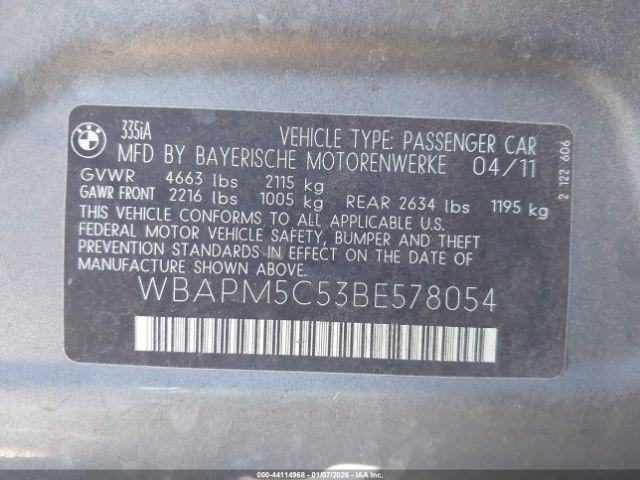 BMW
335iA
VEHICLE TYPE: PASSENGER CAR
MFD BY BAYERISCHE MOTORENWERKE 04/11
GVWR 4663 lbs 2115 kg
GAWR FRONT 2216 lbs 1005 kg REAR 2634 lbs 1195 kg
THIS VEHICLE CONFORMS TO ALL APPLICABLE U.S.
FEDERAL MOTOR VEHICLE SAFETY, BUMPER AND THEFT
PREVENTION STANDARDS IN EFFECT ON THE DATE OF
MANUFACTURE SHOWN ABOVE.
WBAPM5C53BE578054
2 122 606
000-44114968 | 01/07/2026 | IAA INC.